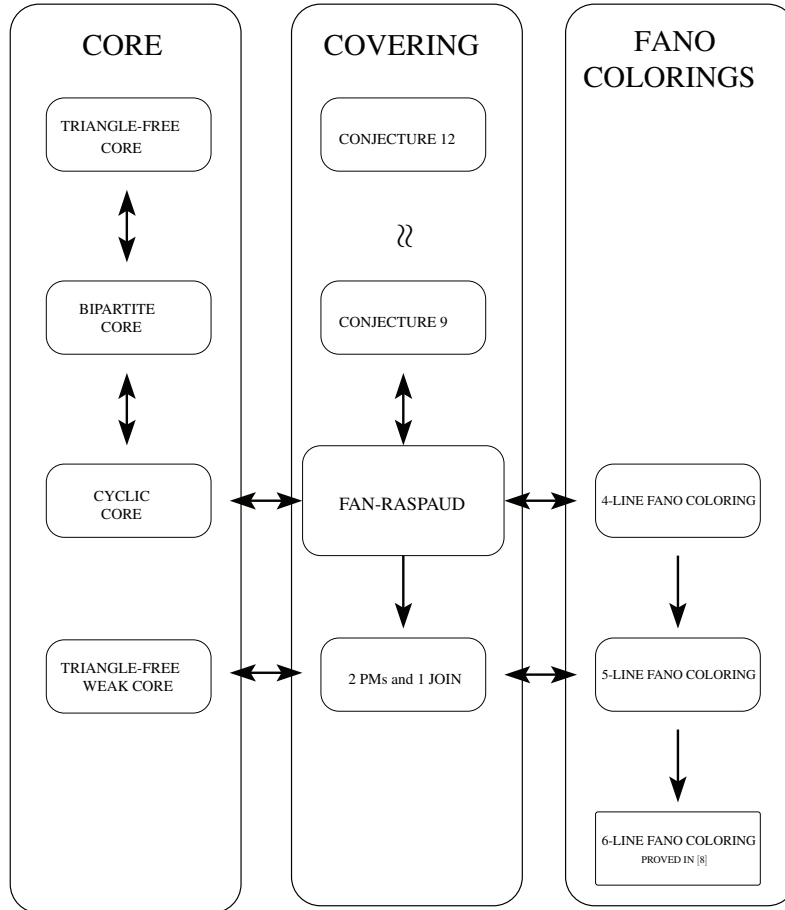 CORE
TRIANGLE-FREE
CORE
BIPARTITE
CORE
CYCLIC
CORE
TRIANGLE-FREE
WEAK CORE
COVERING
CONJECTURE 12
≈
CONJECTURE 9
FAN-RASPAUD
2 PMs and 1 JOIN
FANO
COLORINGS
4-LINE FANO COLORING
5-LINE FANO COLORING
6-LINE FANO COLORING
PROVED IN [8]